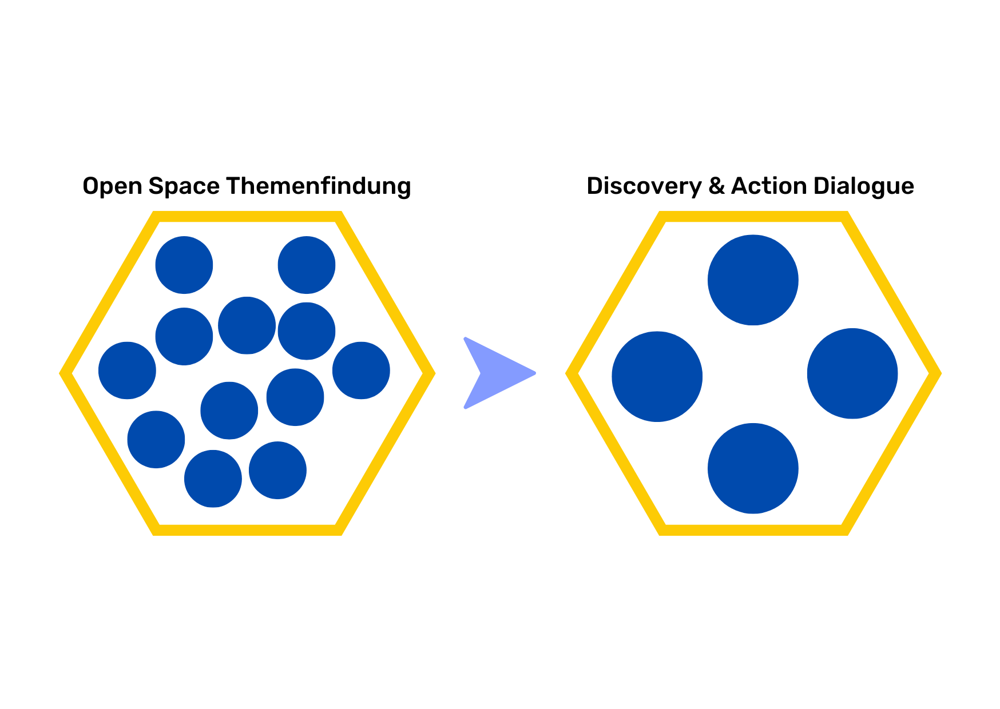 Open Space Themenfindung
Discovery & Action Dialogue